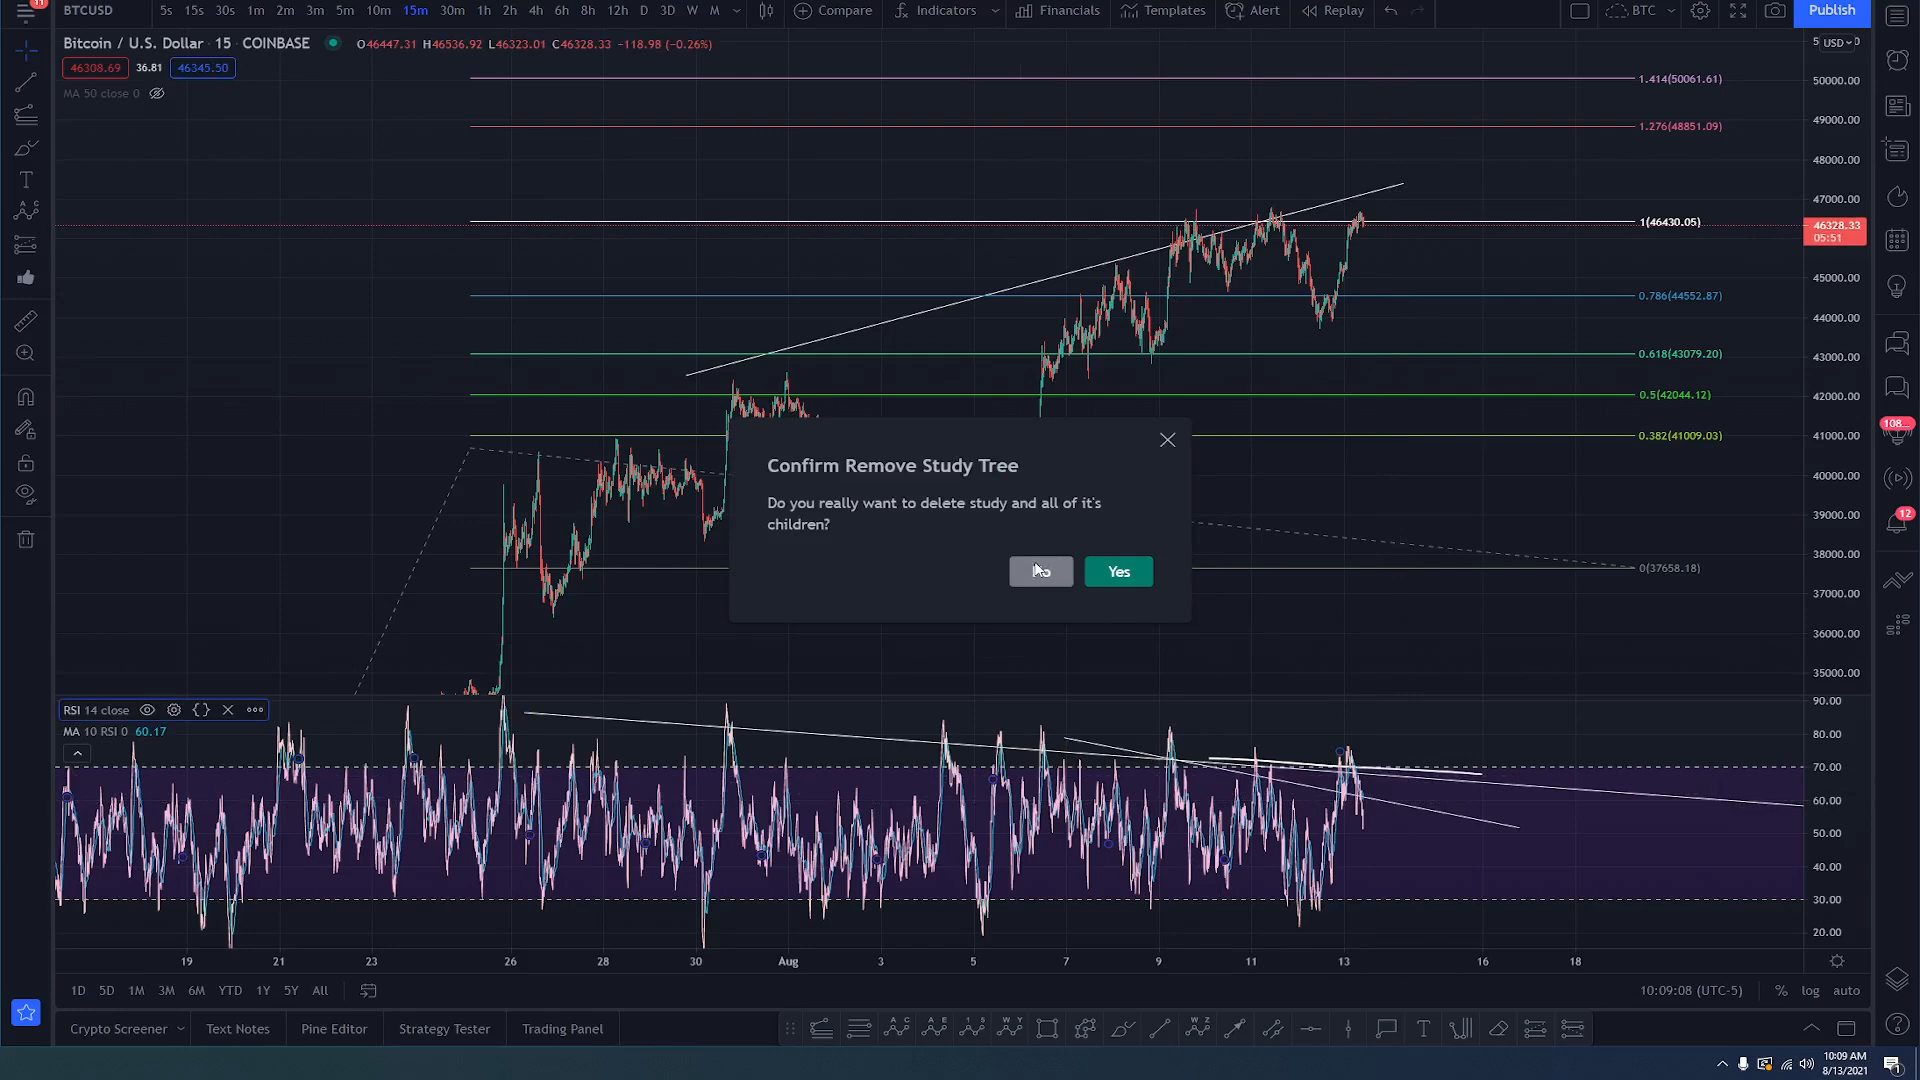 11
BTCUSD 5s 15s 30s 1m 2m 3m 5m 10m 15m 30m 1h 2h 4h 6h 8h 12h D 3D W M Compare Indicators Financials Templates Alert Replay BTC Publish
Bitcoin / U.S. Dollar · 15 · COINBASE O46447.31 H46536.92 L46323.01 C46328.33 -118.98 (-0.26%)
USD
46308.69 36.81 46345.50
MA 50 close 0
1.414(50061.61)
50000.00
1.276(48851.09)
49000.00
48000.00
47000.00
1(46430.05)
46328.33
05:51
45000.00
0.786(44552.87)
44000.00
0.618(43079.20)
43000.00
0.5(42044.12)
42000.00
0.382(41009.03)
41000.00
40000.00
39000.00
38000.00
0(37658.18)
37000.00
36000.00
35000.00
108...
12
Confirm Remove Study Tree
Do you really want to delete study and all of it's
children?
Yes
RSI 14 close
MA 10 RSI 0 60.17
90.00
80.00
70.00
60.00
50.00
40.00
30.00
20.00
19 21 23 26 28 30 Aug 3 5 7 9 11 13 16 18
1D 5D 1M 3M 6M YTD 1Y 5Y All
10:09:08 (UTC-5) % log auto
Crypto Screener Text Notes Pine Editor Strategy Tester Trading Panel
10:09 AM
8/13/2021
1